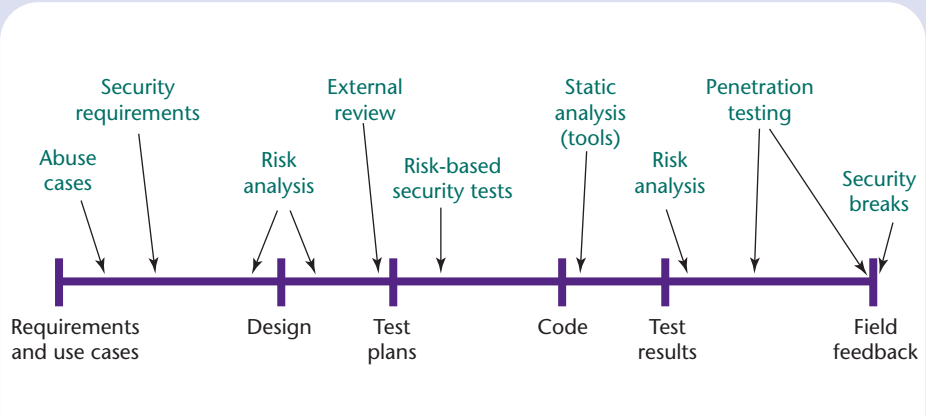 Security
requirements
External
review
Static
analysis
(tools)
Penetration
testing
Abuse
cases
Risk
analysis
Risk-based
security tests
Risk
analysis
Security
breaks
Requirements
and use cases
Design
Test
plans
Code
Test
results
Field
feedback